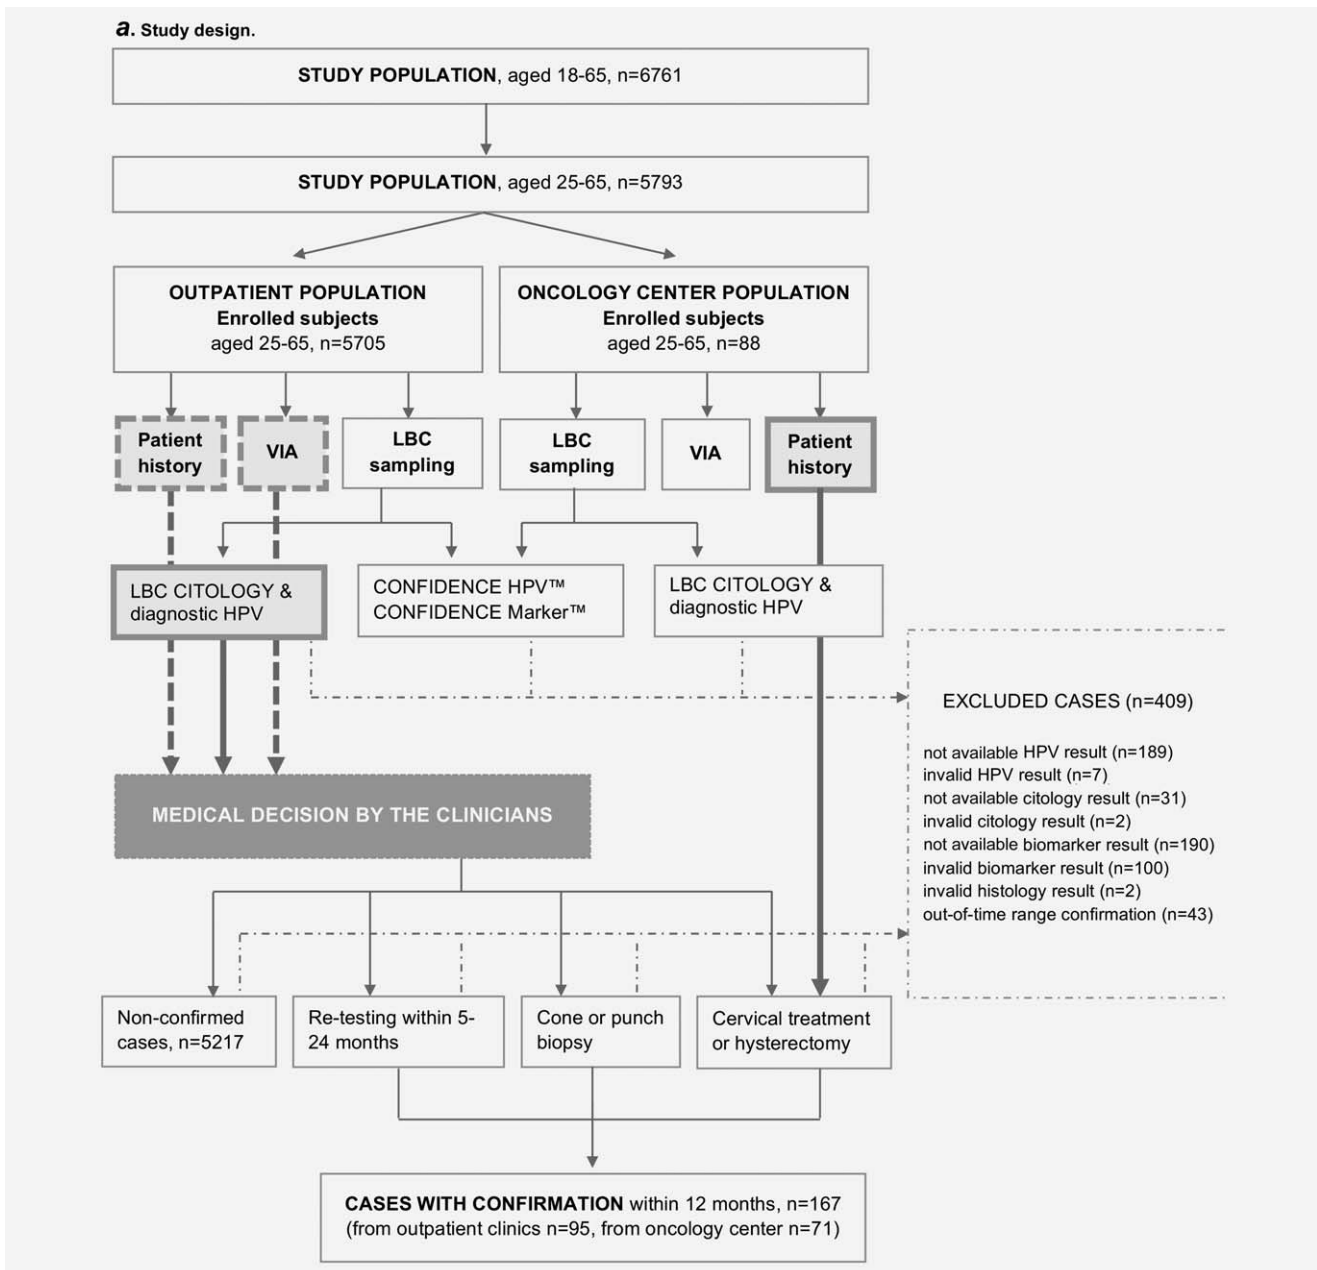 a. Study design.
STUDY POPULATION, aged 18-65, n=6761
STUDY POPULATION, aged 25-65, n=5793
OUTPATIENT POPULATION
Enrolled subjects
aged 25-65, n=5705
ONCOLOGY CENTER POPULATION
Enrolled subjects
aged 25-65, n=88
Patient
history
VIA
LBC
sampling
LBC
sampling
VIA
Patient
history
LBC CITOLOGY &
diagnostic HPV
CONFIDENCE HPV™
CONFIDENCE Marker™
LBC CITOLOGY &
diagnostic HPV
EXCLUDED CASES (n=409)
not available HPV result (n=189)
invalid HPV result (n=7)
not available citology result (n=31)
invalid citology result (n=2)
not available biomarker result (n=190)
invalid biomarker result (n=100)
invalid histology result (n=2)
out-of-time range confirmation (n=43)
MEDICAL DECISION BY THE CLINICIANS
Non-confirmed
cases, n=5217
Re-testing within 5-
24 months
Cone or punch
biopsy
Cervical treatment
or hysterectomy
CASES WITH CONFIRMATION within 12 months, n=167
(from outpatient clinics n=95, from oncology center n=71)